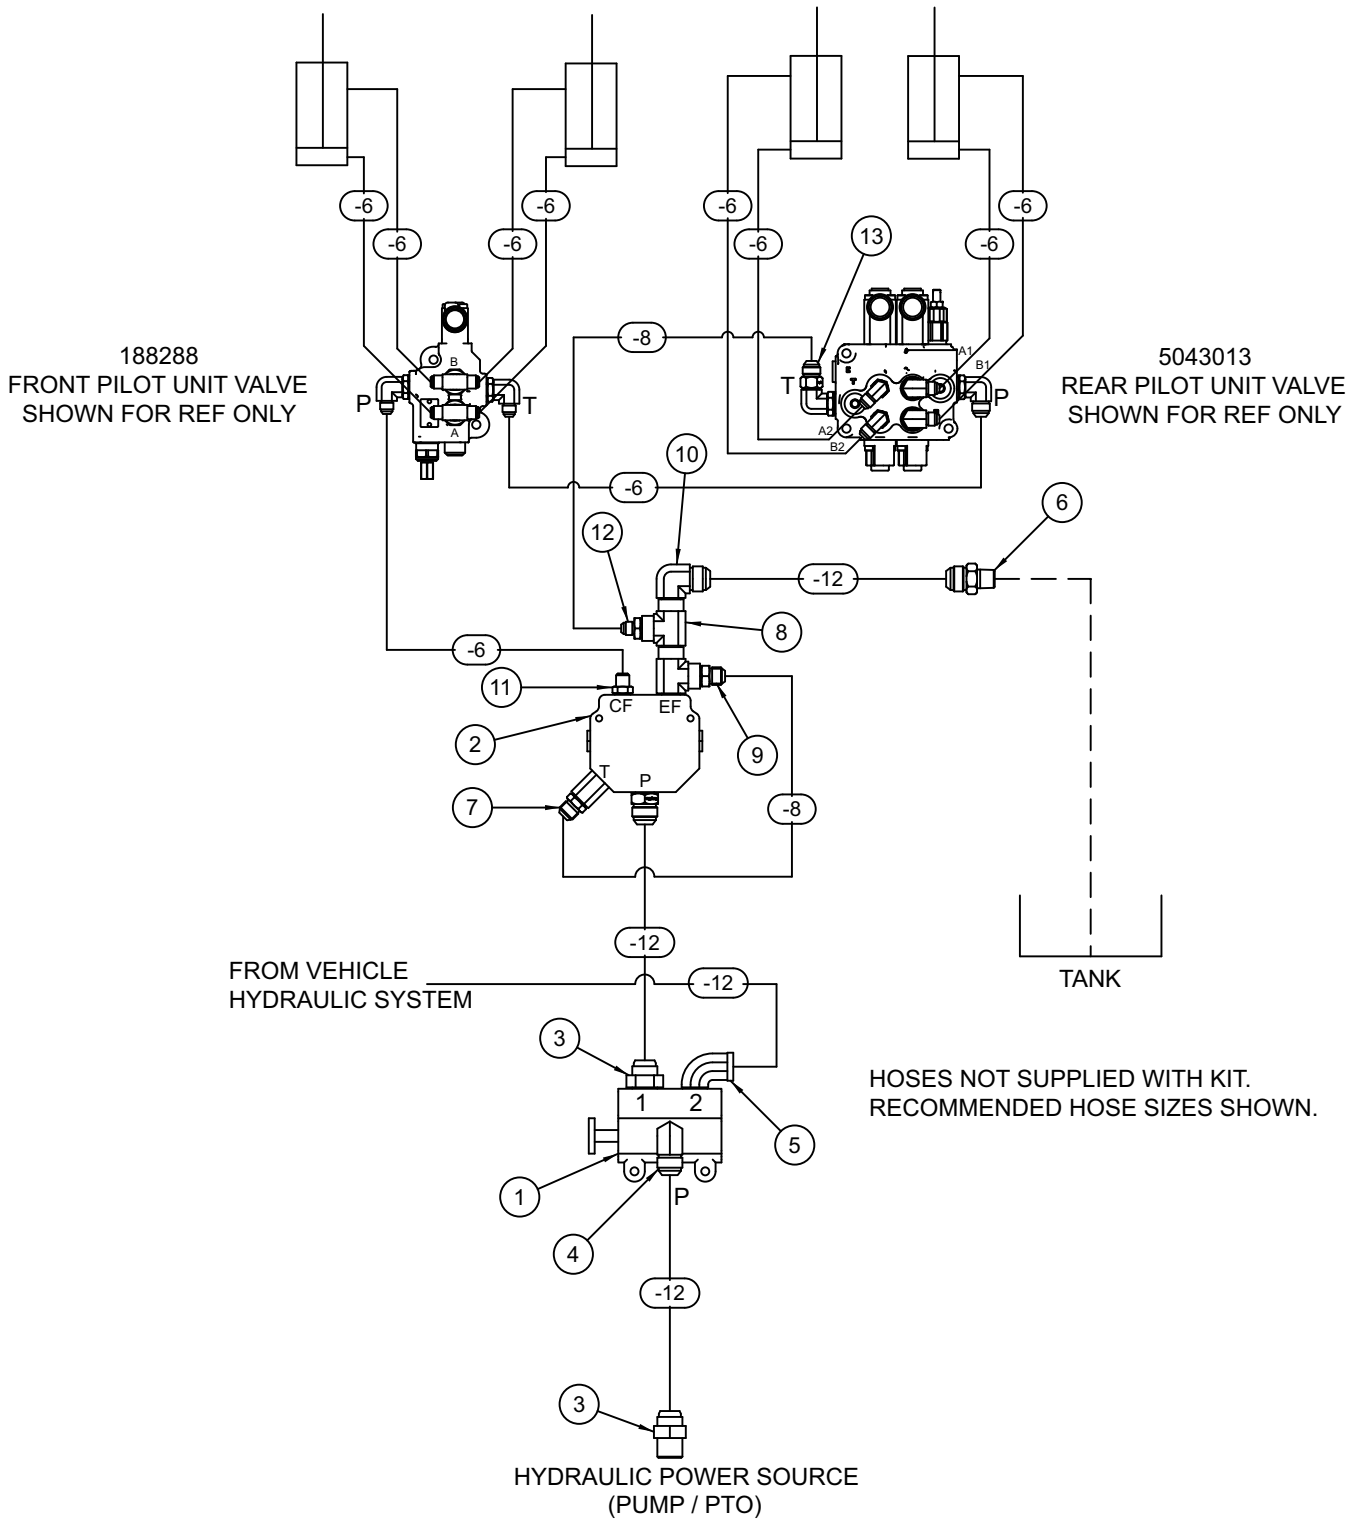 -6
-6
-6
-6
-6
-6
-6
-6
13
188288
FRONT PILOT UNIT VALVE
SHOWN FOR REF ONLY
P
B
A
T
-8
T
A1
B1
A2
B2
P
5043013
REAR PILOT UNIT VALVE
SHOWN FOR REF ONLY
10
-6
6
12
-12
8
-6
11
CF
EF
2
9
T
P
7
-8
-12
FROM VEHICLE
HYDRAULIC SYSTEM
-12
TANK
3
1
2
5
HOSES NOT SUPPLIED WITH KIT.
RECOMMENDED HOSE SIZES SHOWN.
1
P
4
-12
3
HYDRAULIC POWER SOURCE
(PUMP / PTO)